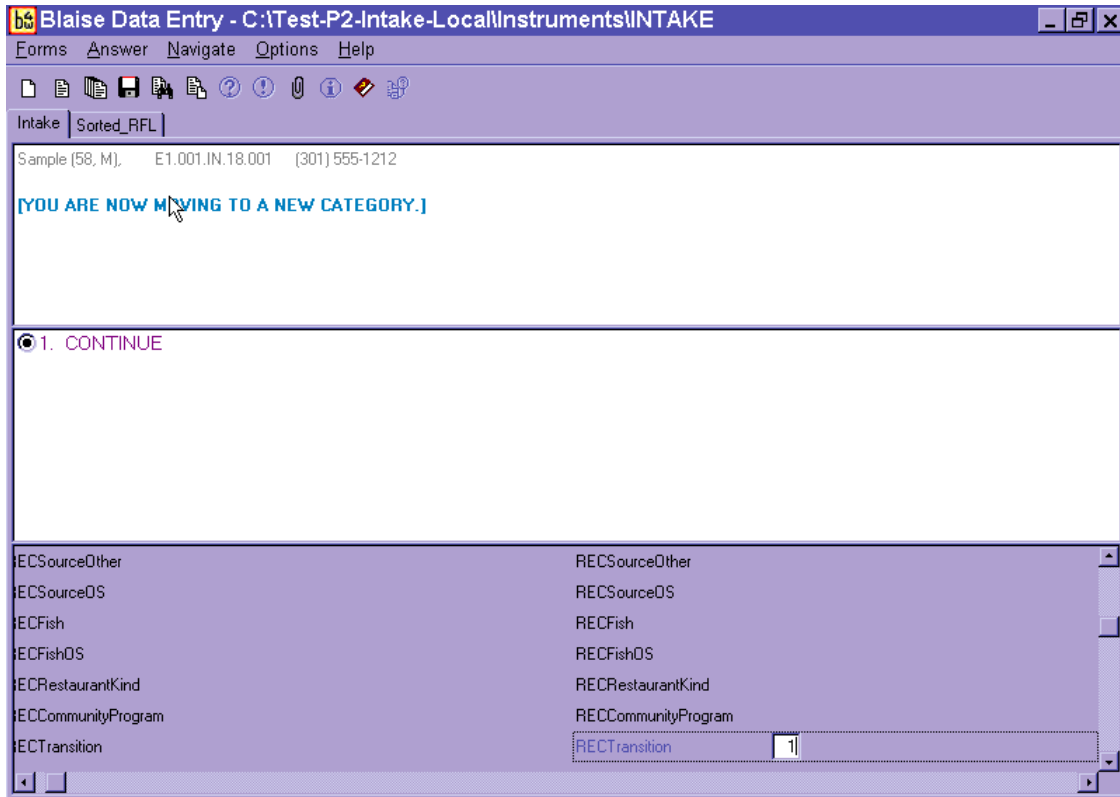 Blaise Data Entry - C:\Test-P2-Intake-Local\Instruments\INTAKE
Forms Answer Navigate Options Help
Intake Sorted_RFL
Sample (58, M), E1.001.IN.18.001 (301) 555-1212
[YOU ARE NOW MOVING TO A NEW CATEGORY.]
1. CONTINUE
ECSourceOther RECSourceOther
ECSourceOS RECSourceOS
ECFish RECFish
ECFishOS RECFishOS
ECRestaurantKind RECRestaurantKind
ECCommunityProgram RECCommunityProgram
ECTransition RECTransition 1